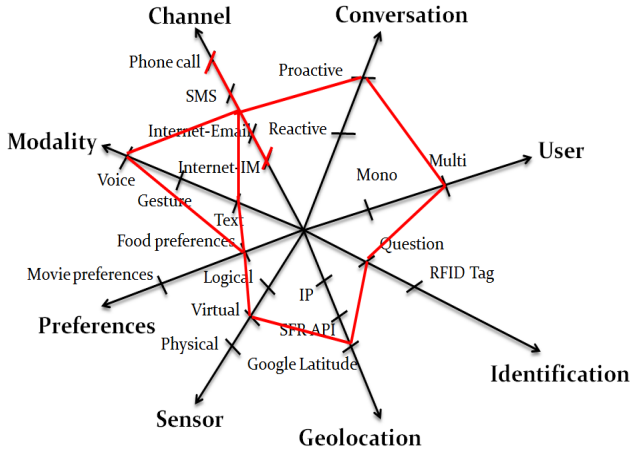 Channel
Conversation
Phone call
Proactive
SMS
Internet-Email
Reactive
Modality
User
Internet-IM
Multi
Voice
Mono
Gesture
Text
Food preferences
Question
Movie preferences
Logical
RFID Tag
IP
Preferences
Virtual
SFR API
Physical
Google Latitude
Identification
Sensor
Geolocation